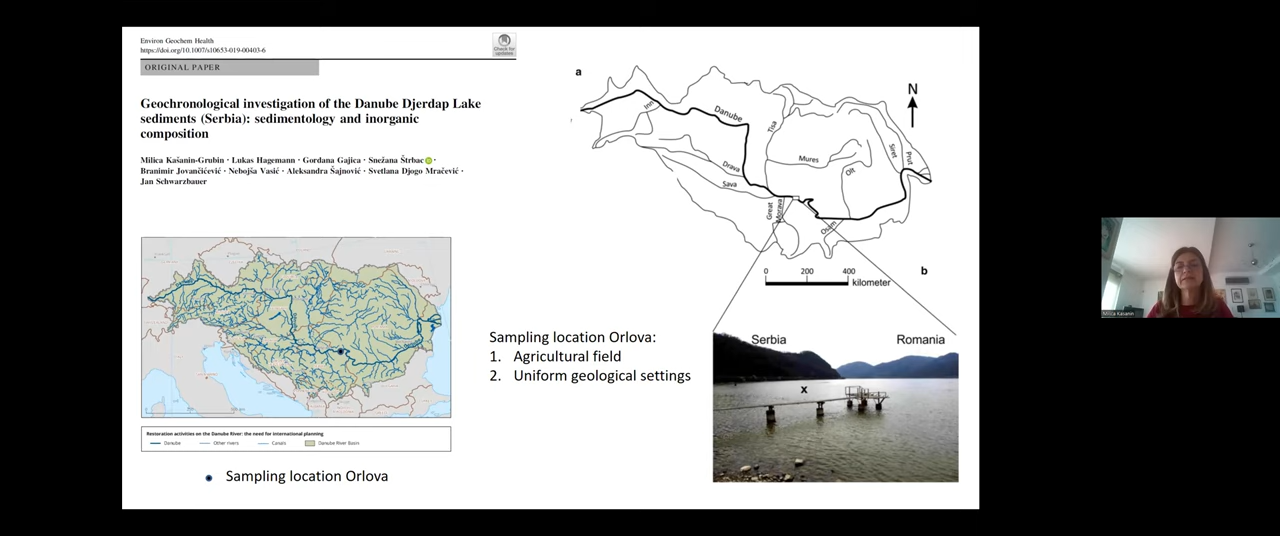 Environ Geochem Health
https://doi.org/10.1007/s10653-019-00403-6
Check for
updates
ORIGINAL PAPER
Geochronological investigation of the Danube Djerdap Lake
sediments (Serbia): sedimentology and inorganic
composition
Milica Kašanin-Grubin · Lukas Hagemann · Gordana Gajica · Snežana Štrbac ·
Branimir Jovančićević · Nebojša Vasić · Aleksandra Šajnović · Svetlana Djogo Mračević ·
Jan Schwarzbauer
Restoration activities on the Danube River: the need for international planning
Danube
Other rivers
Canals
Danube River Basin
Sampling location Orlova
Sampling location Orlova:
1. Agricultural field
2. Uniform geological settings
a
N
Inn
Danube
Tisa
Siret
Prut
Mures
Drava
Olt
Sava
Great
Morava
Osam
0 200 400
kilometer
b
Serbia
Romania
x
Milica Kasanin